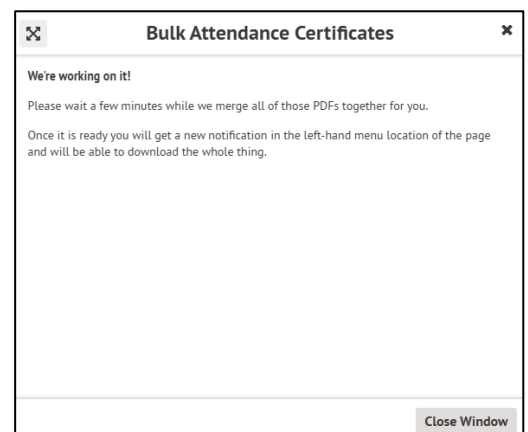 Bulk Attendance Certificates
We're working on it!
Please wait a few minutes while we merge all of those PDFs together for you.
Once it is ready you will get a new notification in the left-hand menu location of the page
and will be able to download the whole thing.
Close Window